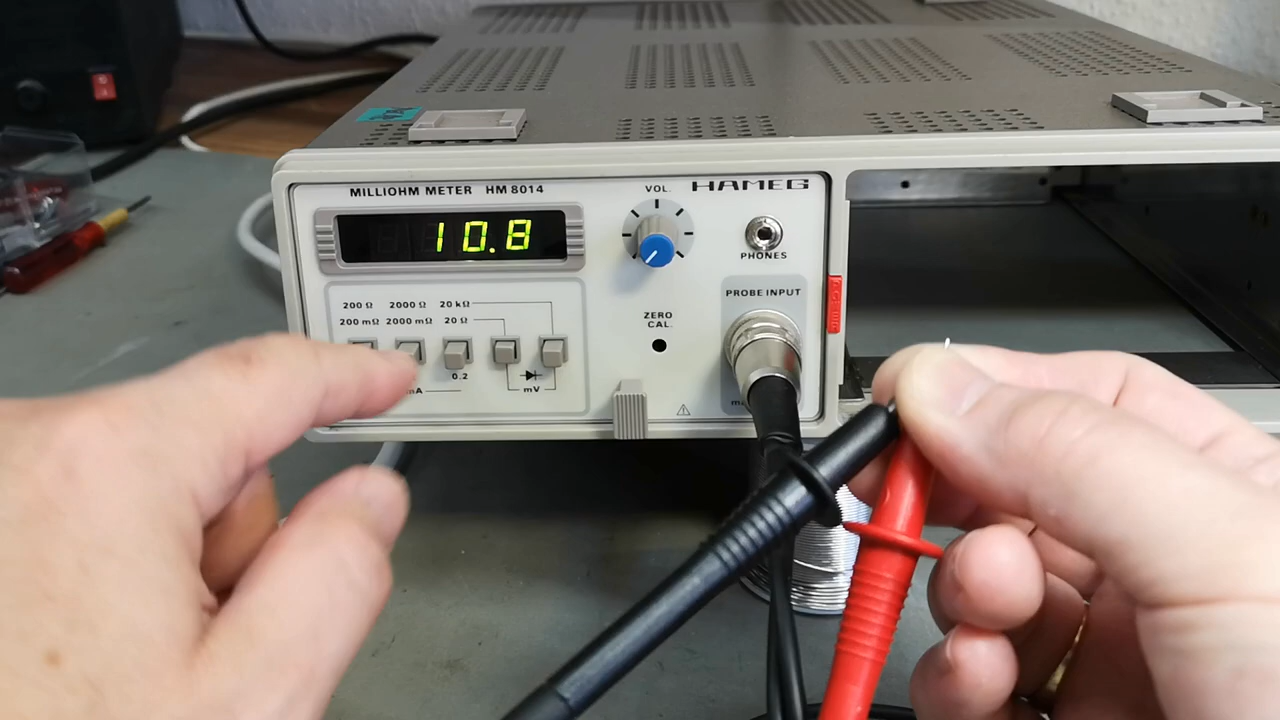 MILLIOHM METER HM 8014
VOL.
HAMEG
10.8
PHONES
PROBE INPUT
200 Ω 2000 Ω 20 kΩ
200 mΩ 2000 mΩ 20 Ω
ZERO
CAL.
0.2
mV